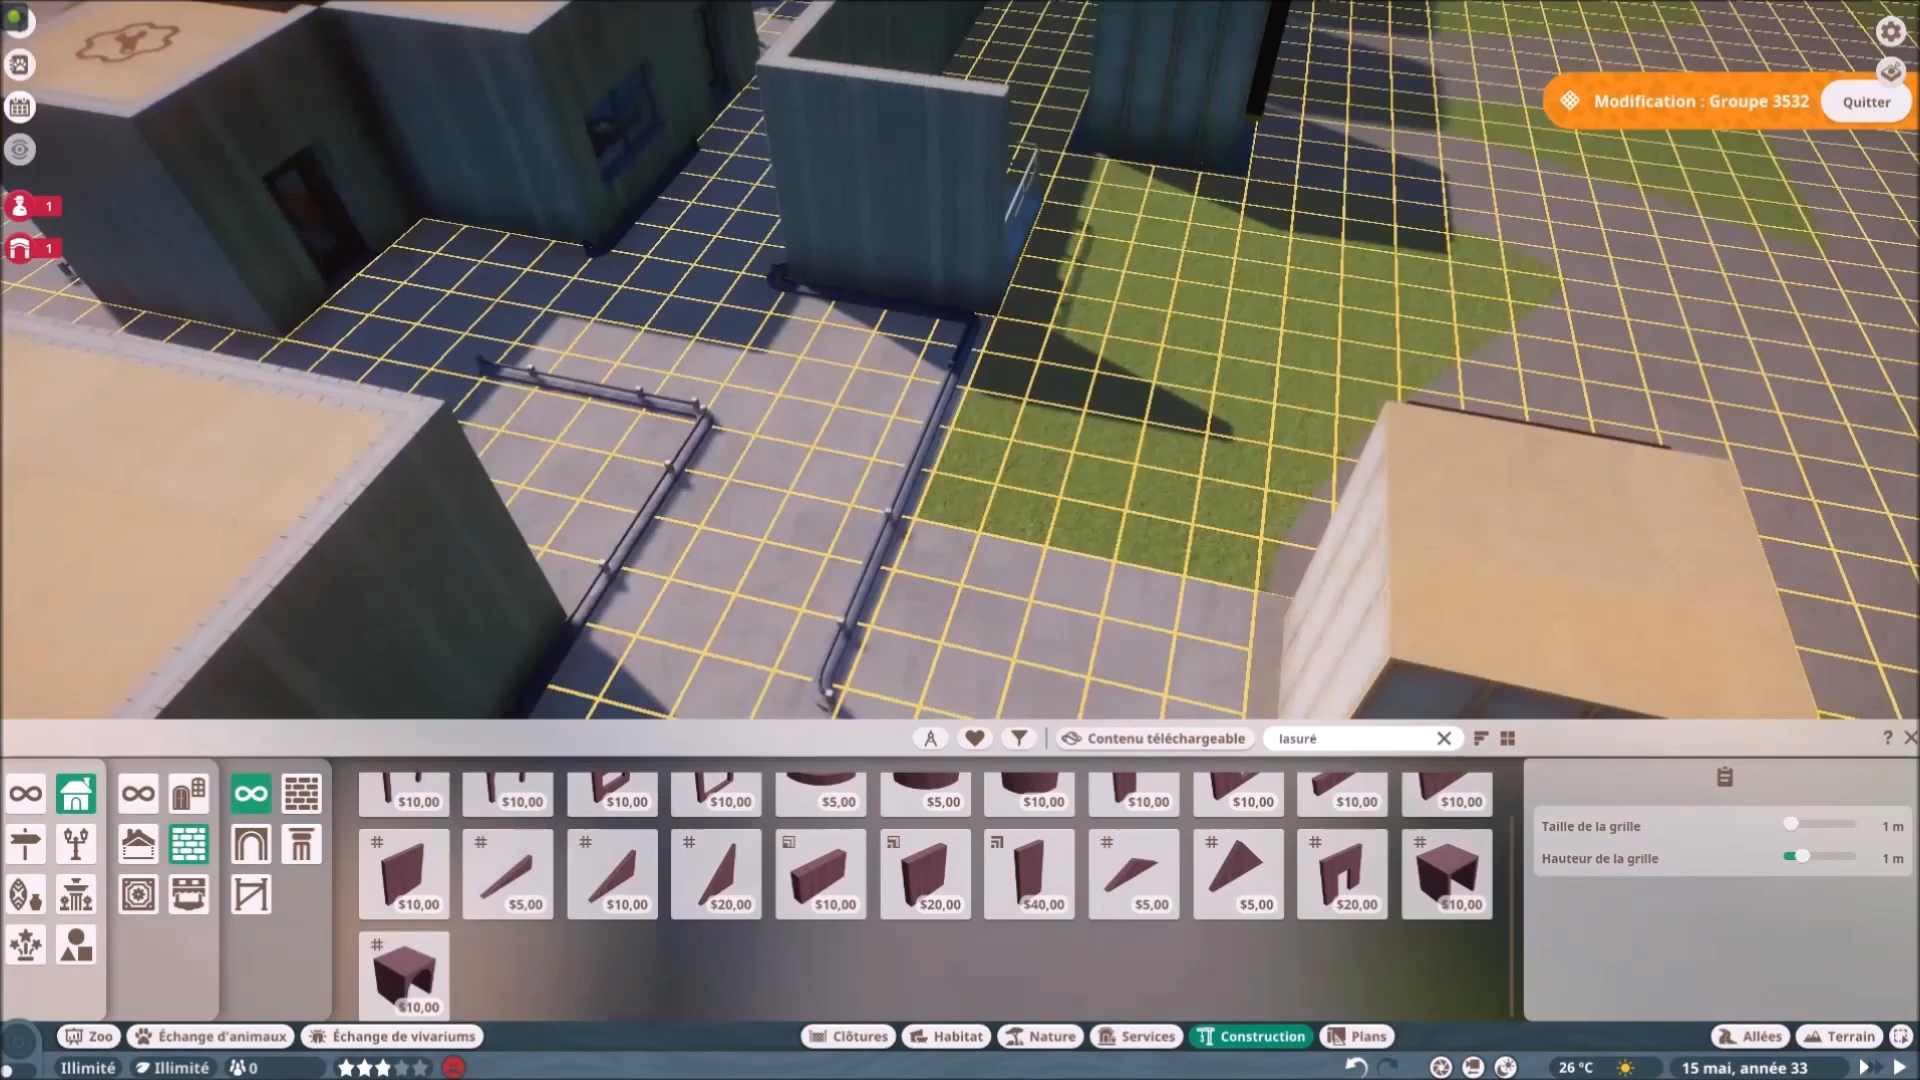 Modification : Groupe 3532
Quitter
1
1
Contenu téléchargeable
lasuré
?
$10,00 $10,00 $10,00 $10,00 $5,00 $5,00 $10,00 $10,00 $10,00 $10,00 $10,00
$10,00 $5,00 $10,00 $20,00 $10,00 $20,00 $40,00 $5,00 $5,00 $20,00 $10,00
$10,00
Taille de la grille 1 m
Hauteur de la grille 1 m
Zoo Échange d'animaux Échange de vivariums Clôtures Habitat Nature Services Construction Plans Allées Terrain
Illimité Illimité 0 26 °C 15 mai, année 33